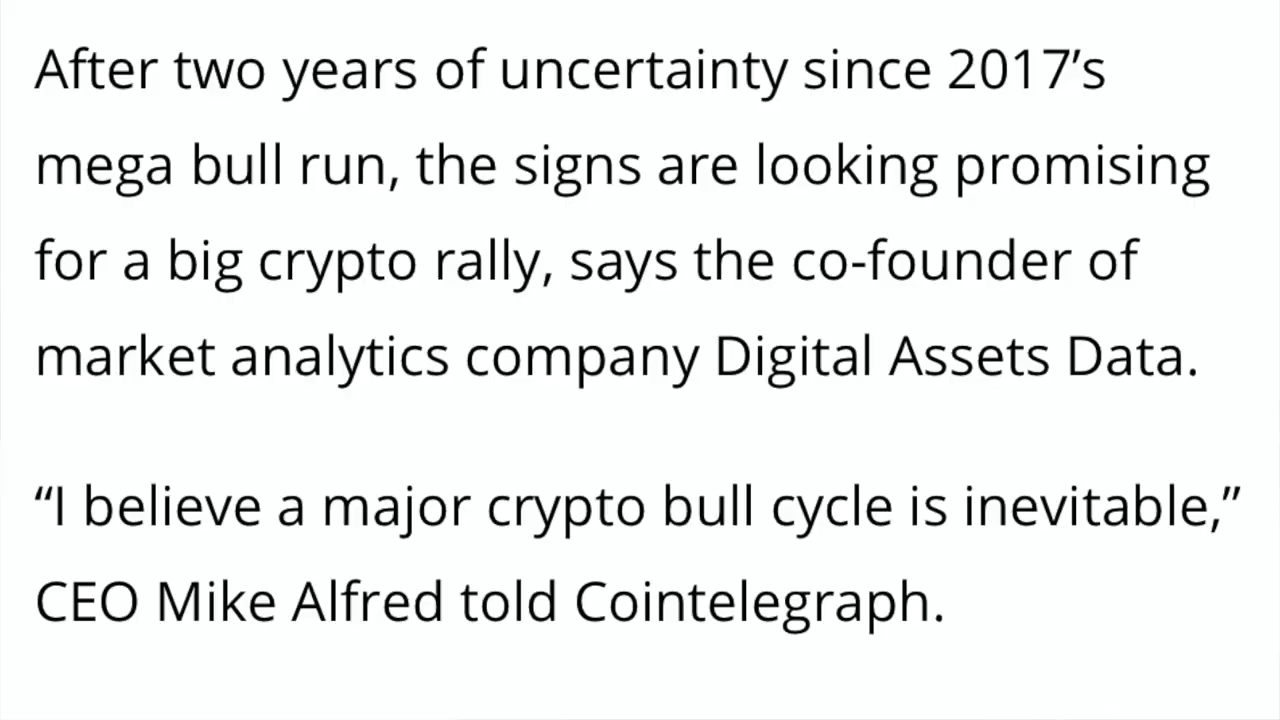 After two years of uncertainty since 2017’s
mega bull run, the signs are looking promising
for a big crypto rally, says the co-founder of
market analytics company Digital Assets Data.
“I believe a major crypto bull cycle is inevitable,”
CEO Mike Alfred told Cointelegraph.